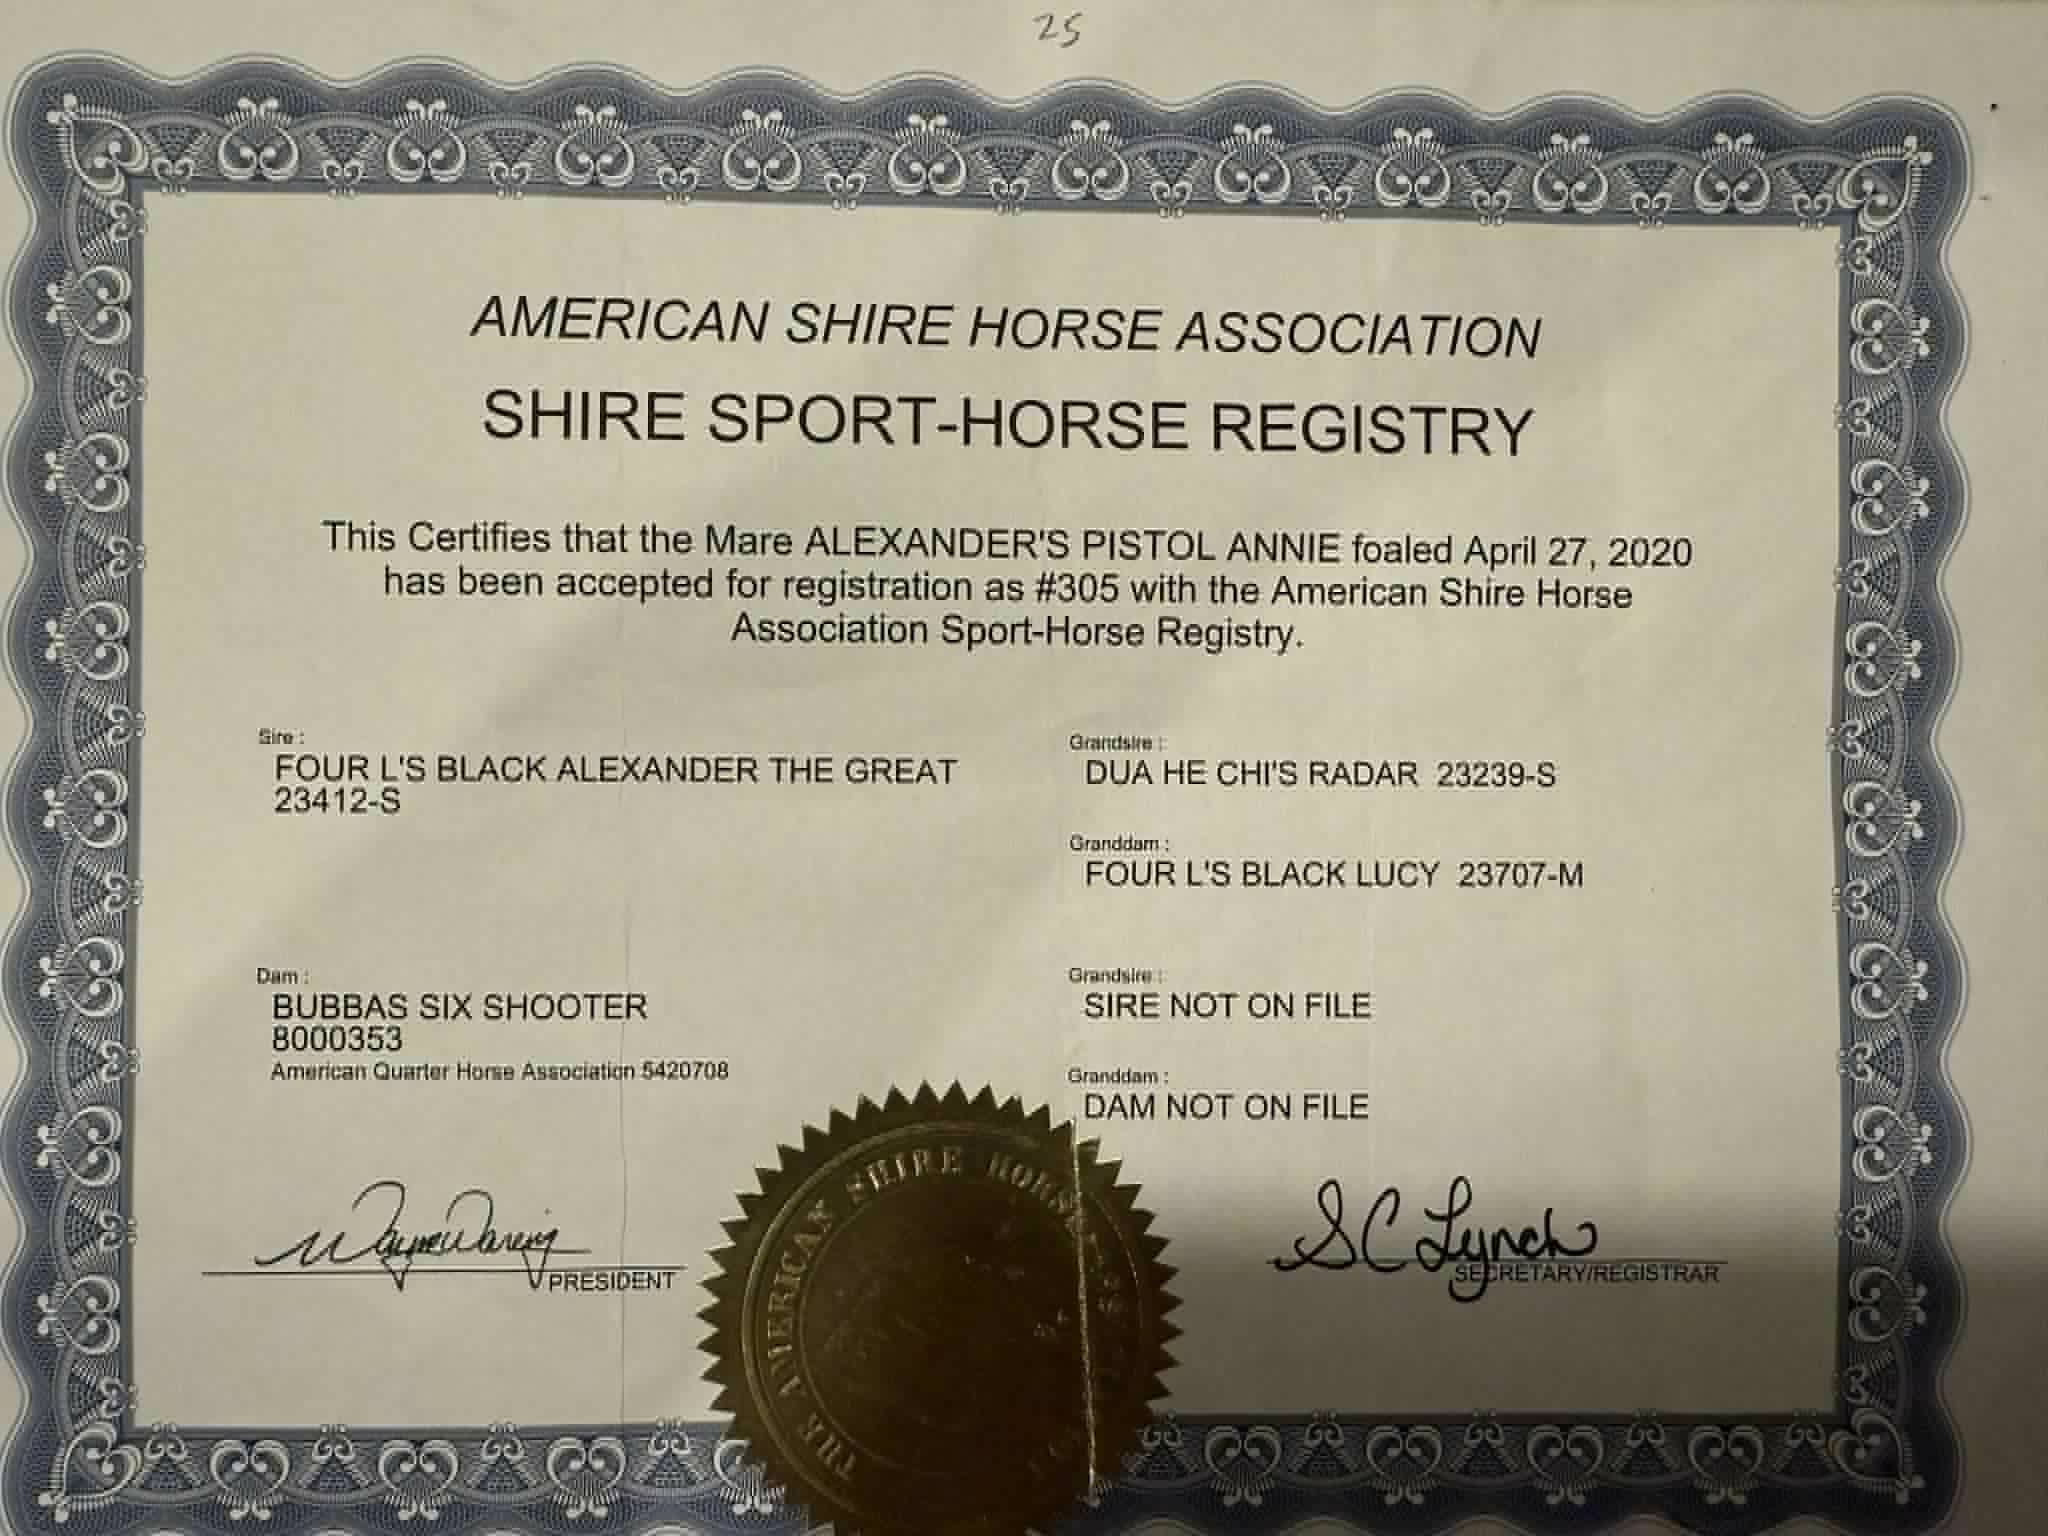 25
AMERICAN SHIRE HORSE ASSOCIATION
SHIRE SPORT-HORSE REGISTRY
This Certifies that the Mare ALEXANDER'S PISTOL ANNIE foaled April 27, 2020
has been accepted for registration as #305 with the American Shire Horse
Association Sport-Horse Registry.
Sire :
FOUR L'S BLACK ALEXANDER THE GREAT
23412-S
Grandsire :
DUA HE CHI'S RADAR 23239-S
Granddam :
FOUR L'S BLACK LUCY 23707-M
Dam :
BUBBAS SIX SHOOTER
8000353
American Quarter Horse Association 5420708
Grandsire :
SIRE NOT ON FILE
Granddam :
DAM NOT ON FILE
Wayne
PRESIDENT
THE AMERICAN SHIRE HORSE
S C Lynch
SECRETARY/REGISTRAR